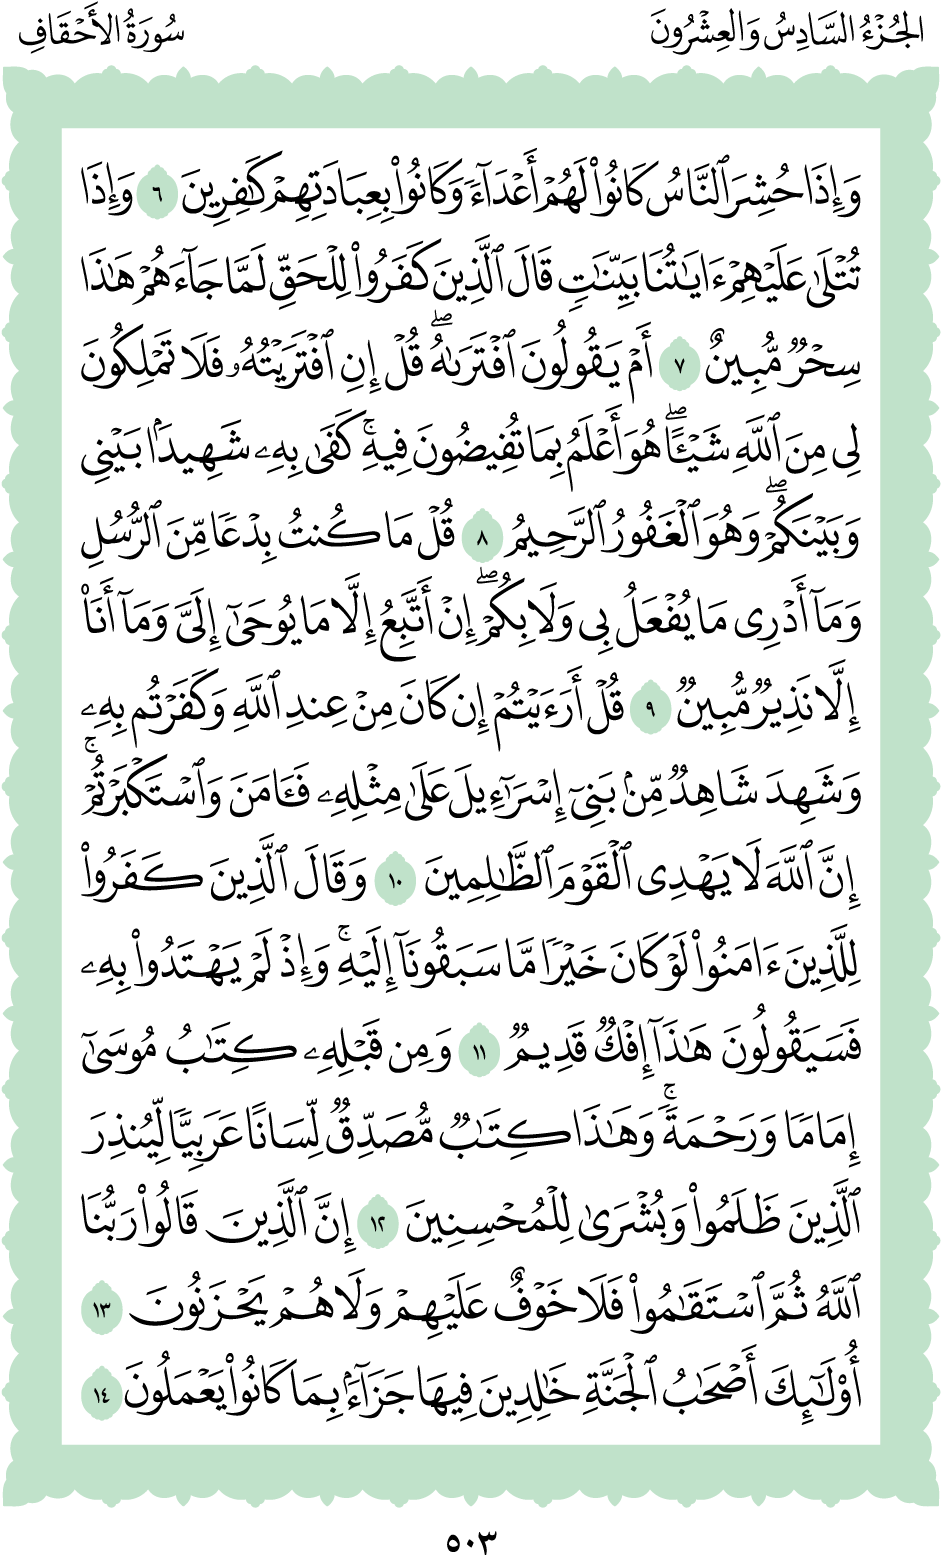 الجُزْءُ السَّادِسُ وَالعِشْرُونَ
سُورَةُ الأَحْقَافِ
وَإِذَا حُشِرَ ٱلنَّاسُ كَانُوا۟ لَهُمْ أَعْدَآءً وَكَانُوا۟ بِعِبَادَتِهِمْ كَٰفِرِينَ ٦ وَإِذَا
تُتْلَىٰ عَلَيْهِمْ ءَايَٰتُنَا بَيِّنَٰتٍ قَالَ ٱلَّذِينَ كَفَرُوا۟ لِلْحَقِّ لَمَّا جَآءَهُمْ هَٰذَا
سِحْرٌ مُّبِينٌ ٧ أَمْ يَقُولُونَ ٱفْتَرَىٰهُ ۖ قُلْ إِنِ ٱفْتَرَيْتُهُۥ فَلَا تَمْلِكُونَ
لِى مِنَ ٱللَّهِ شَيْـًٔا ۖ هُوَ أَعْلَمُ بِمَا تُفِيضُونَ فِيهِ ۚ كَفَىٰ بِهِۦ شَهِيدًۢا بَيْنِى
وَبَيْنَكُمْ ۖ وَهُوَ ٱلْغَفُورُ ٱلرَّحِيمُ ٨ قُلْ مَا كُنتُ بِدْعًا مِّنَ ٱلرُّسُلِ
وَمَآ أَدْرِى مَا يُفْعَلُ بِى وَلَا بِكُمْ ۖ إِنْ أَتَّبِعُ إِلَّا مَا يُوحَىٰٓ إِلَىَّ وَمَآ أَنَا۠
إِلَّا نَذِيرٌ مُّبِينٌ ٩ قُلْ أَرَءَيْتُمْ إِن كَانَ مِنْ عِندِ ٱللَّهِ وَكَفَرْتُم بِهِۦ
وَشَهِدَ شَاهِدٌ مِّنۢ بَنِىٓ إِسْرَٰٓءِيلَ عَلَىٰ مِثْلِهِۦ فَـَٔامَنَ وَٱسْتَكْبَرْتُمْ ۚ
إِنَّ ٱللَّهَ لَا يَهْدِى ٱلْقَوْمَ ٱلظَّٰلِمِينَ ١٠ وَقَالَ ٱلَّذِينَ كَفَرُوا۟
لِلَّذِينَ ءَامَنُوا۟ لَوْ كَانَ خَيْرًا مَّا سَبَقُونَآ إِلَيْهِ ۚ وَإِذْ لَمْ يَهْتَدُوا۟ بِهِۦ
فَسَيَقُولُونَ هَٰذَآ إِفْكٌ قَدِيمٌ ١١ وَمِن قَبْلِهِۦ كِتَٰبُ مُوسَىٰٓ
إِمَامًا وَرَحْمَةً ۚ وَهَٰذَا كِتَٰبٌ مُّصَدِّقٌ لِّسَانًا عَرَبِيًّا لِّيُنذِرَ
ٱلَّذِينَ ظَلَمُوا۟ وَبُشْرَىٰ لِلْمُحْسِنِينَ ١٢ إِنَّ ٱلَّذِينَ قَالُوا۟ رَبُّنَا
ٱللَّهُ ثُمَّ ٱسْتَقَٰمُوا۟ فَلَا خَوْفٌ عَلَيْهِمْ وَلَا هُمْ يَحْزَنُونَ ١٣
أُو۟لَٰٓئِكَ أَصْحَٰبُ ٱلْجَنَّةِ خَٰلِدِينَ فِيهَا جَزَآءًۢ بِمَا كَانُوا۟ يَعْمَلُونَ ١٤
٥٠٣